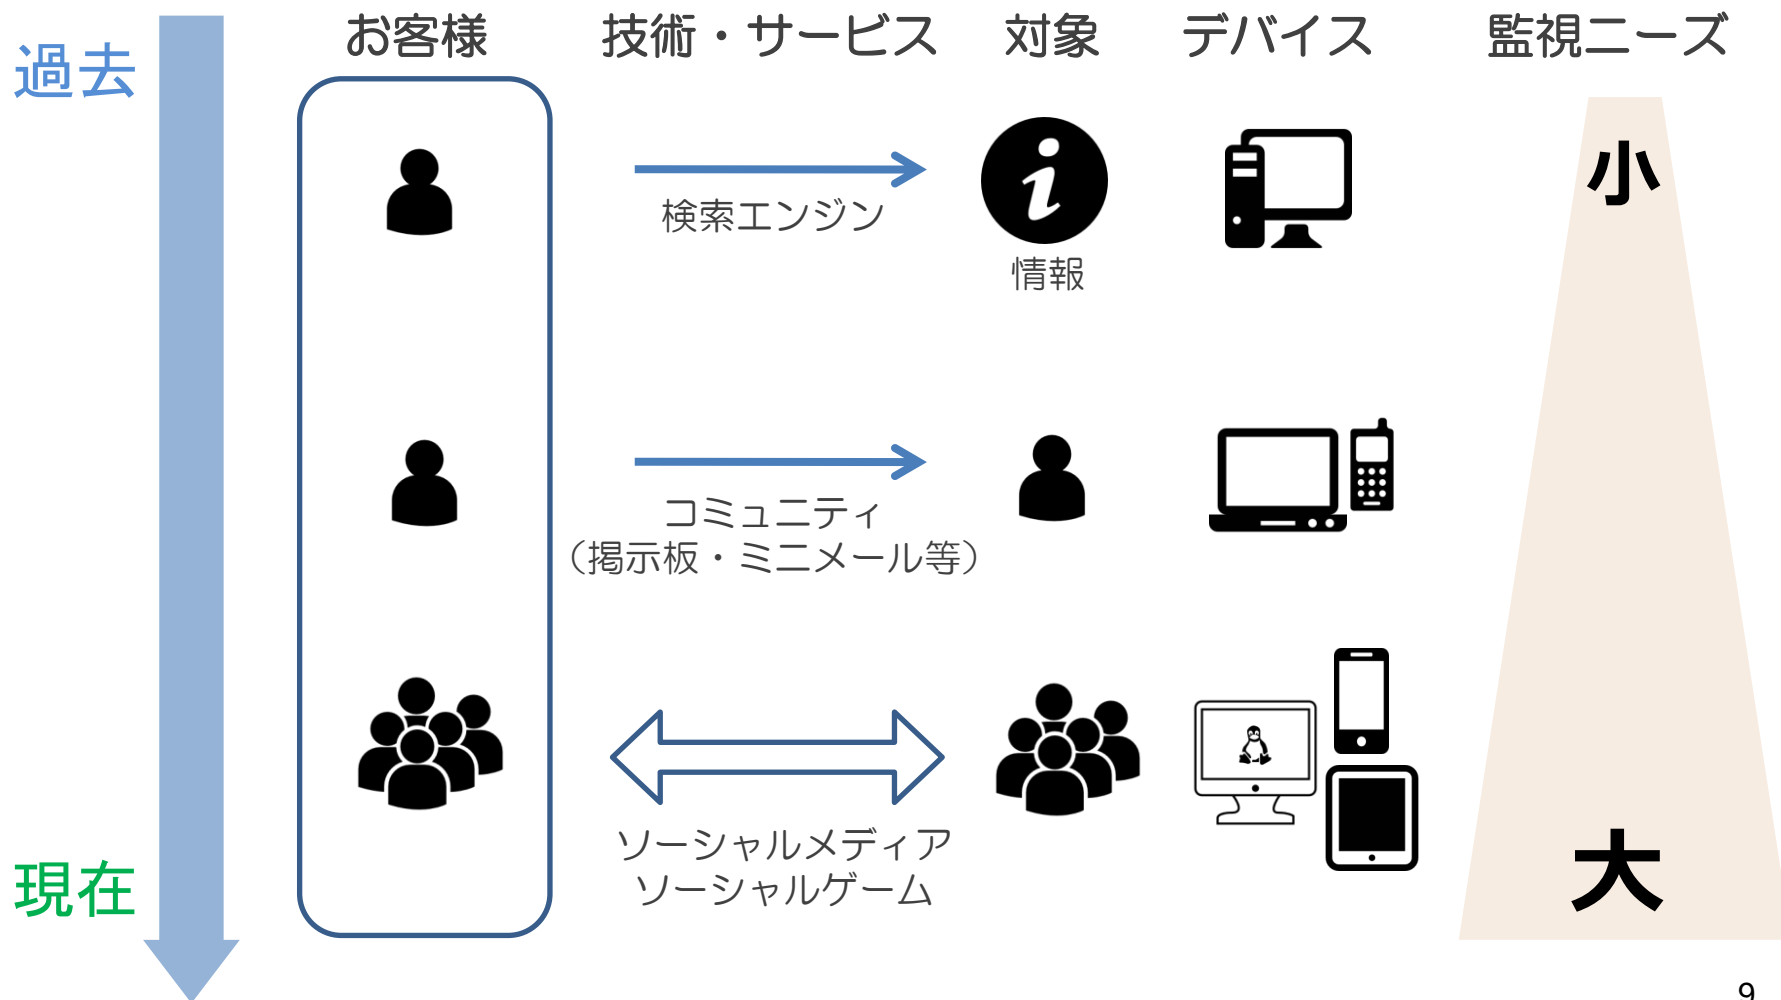 お客様 技術・サービス 対象 デバイス 監視ニーズ
過去
小
検索エンジン
情報
コミュニティ
（掲示板・ミニメール等）
ソーシャルメディア
ソーシャルゲーム
大
現在
9